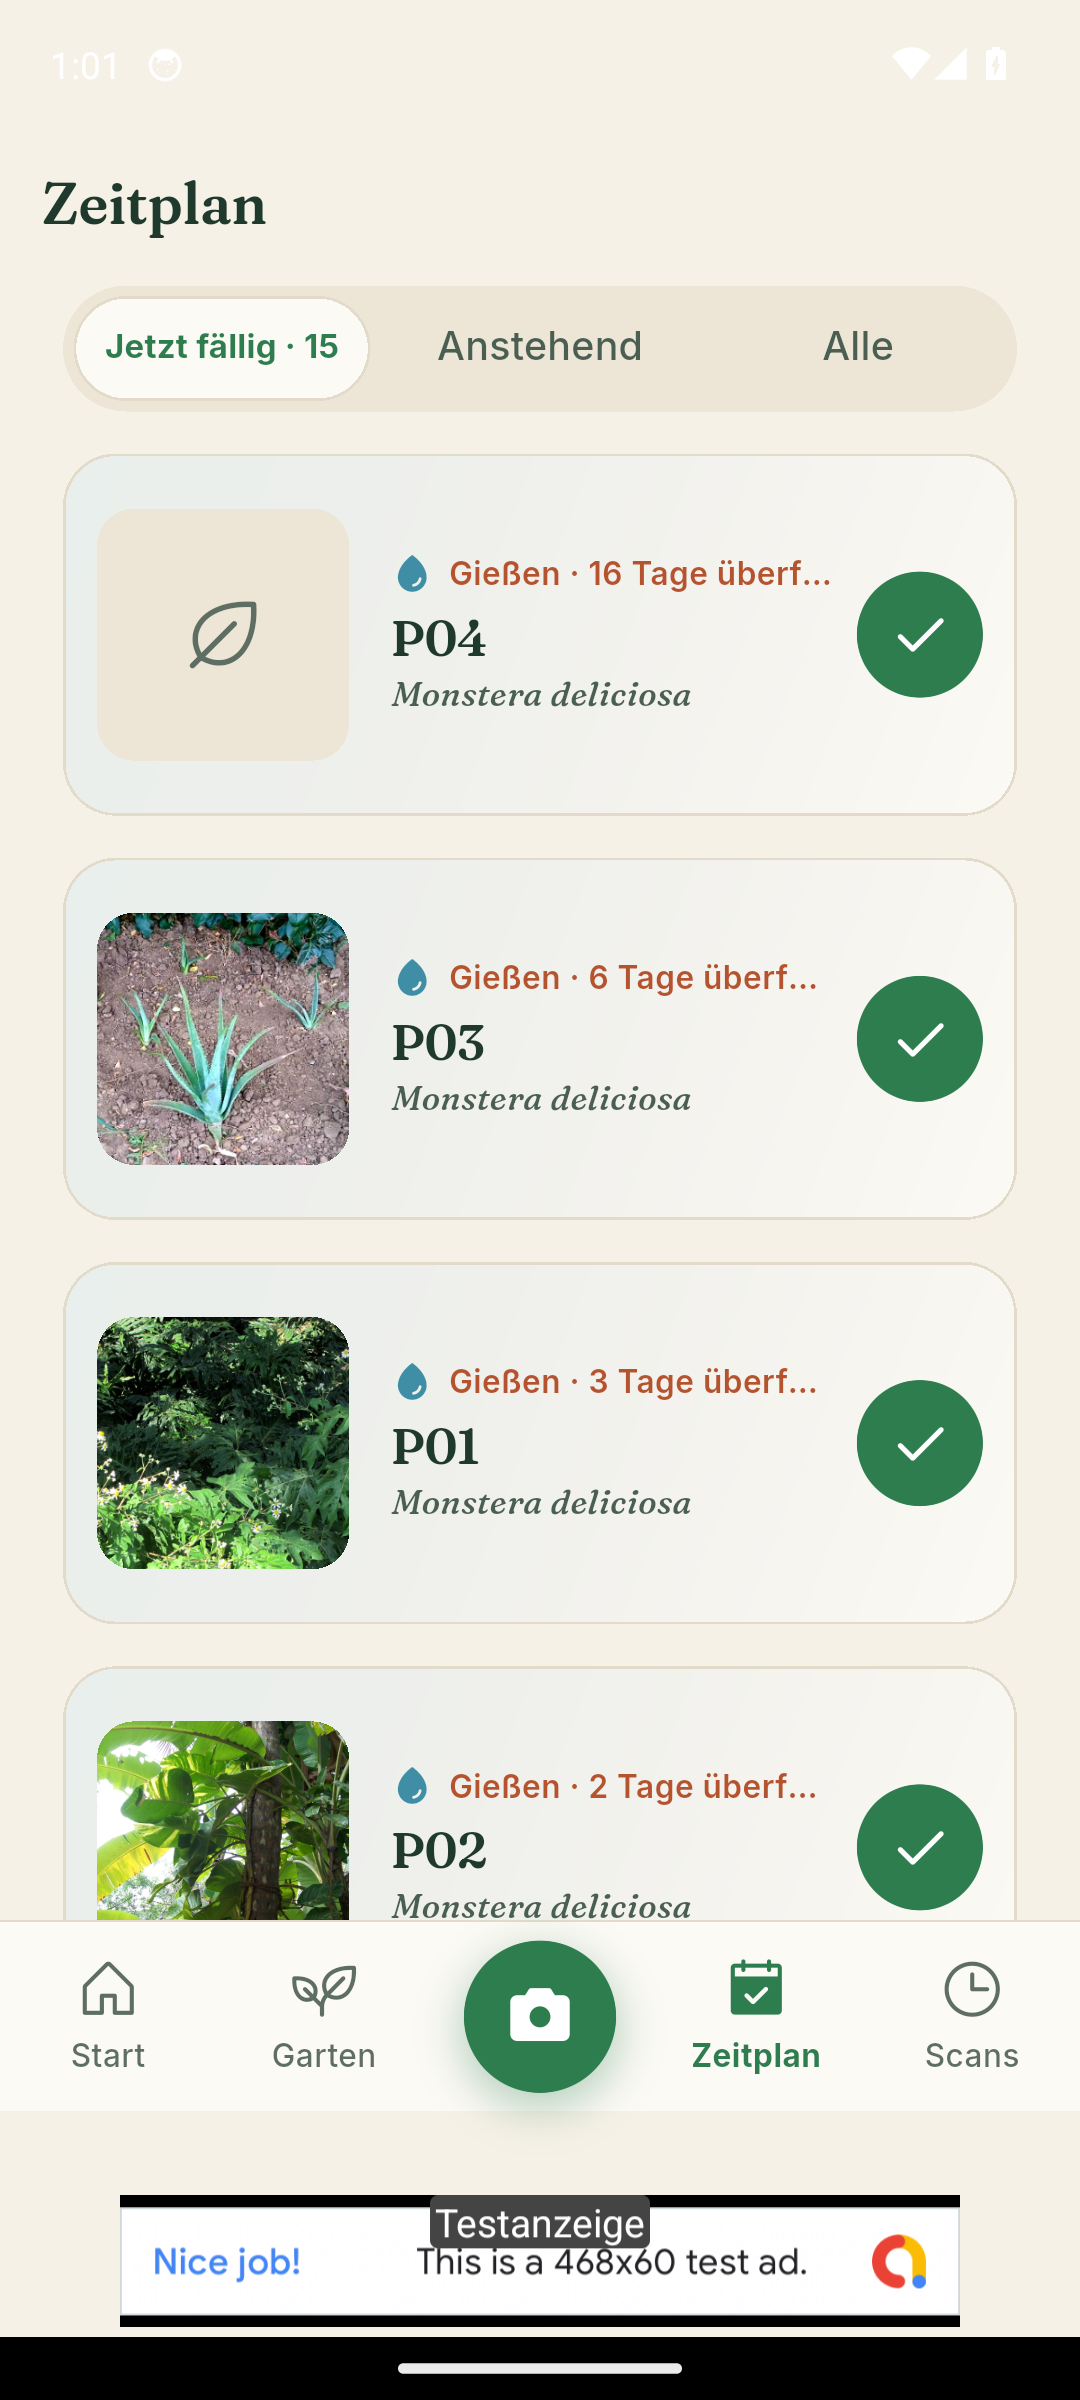 1:01
Zeitplan
Jetzt fällig · 15
Anstehend
Alle
Gießen · 16 Tage überf...
P04
Monstera deliciosa
Gießen · 6 Tage überf...
P03
Monstera deliciosa
Gießen · 3 Tage überf...
P01
Monstera deliciosa
Gießen · 2 Tage überf...
P02
Monstera deliciosa
Start
Garten
Zeitplan
Scans
Testanzeige
Nice job!
This is a 468x60 test ad.